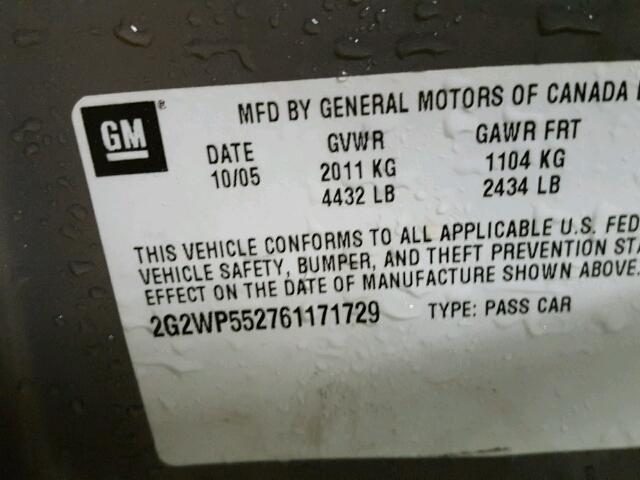 GM ®
MFD BY GENERAL MOTORS OF CANADA
DATE GVWR GAWR FRT
10/05 2011 KG 1104 KG
4432 LB 2434 LB
THIS VEHICLE CONFORMS TO ALL APPLICABLE U.S. FED
VEHICLE SAFETY, BUMPER, AND THEFT PREVENTION STA
EFFECT ON THE DATE OF MANUFACTURE SHOWN ABOVE.
2G2WP552761171729 TYPE: PASS CAR